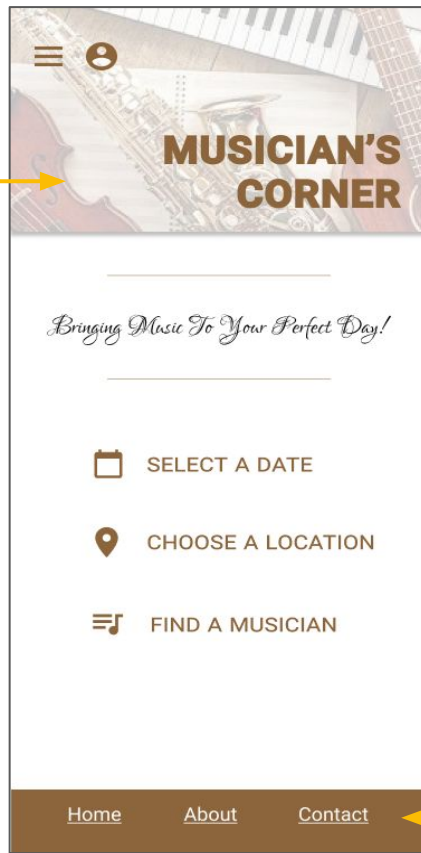 MUSICIAN'S
CORNER
Bringing Music To Your Perfect Day!
SELECT A DATE
CHOOSE A LOCATION
FIND A MUSICIAN
Home About Contact